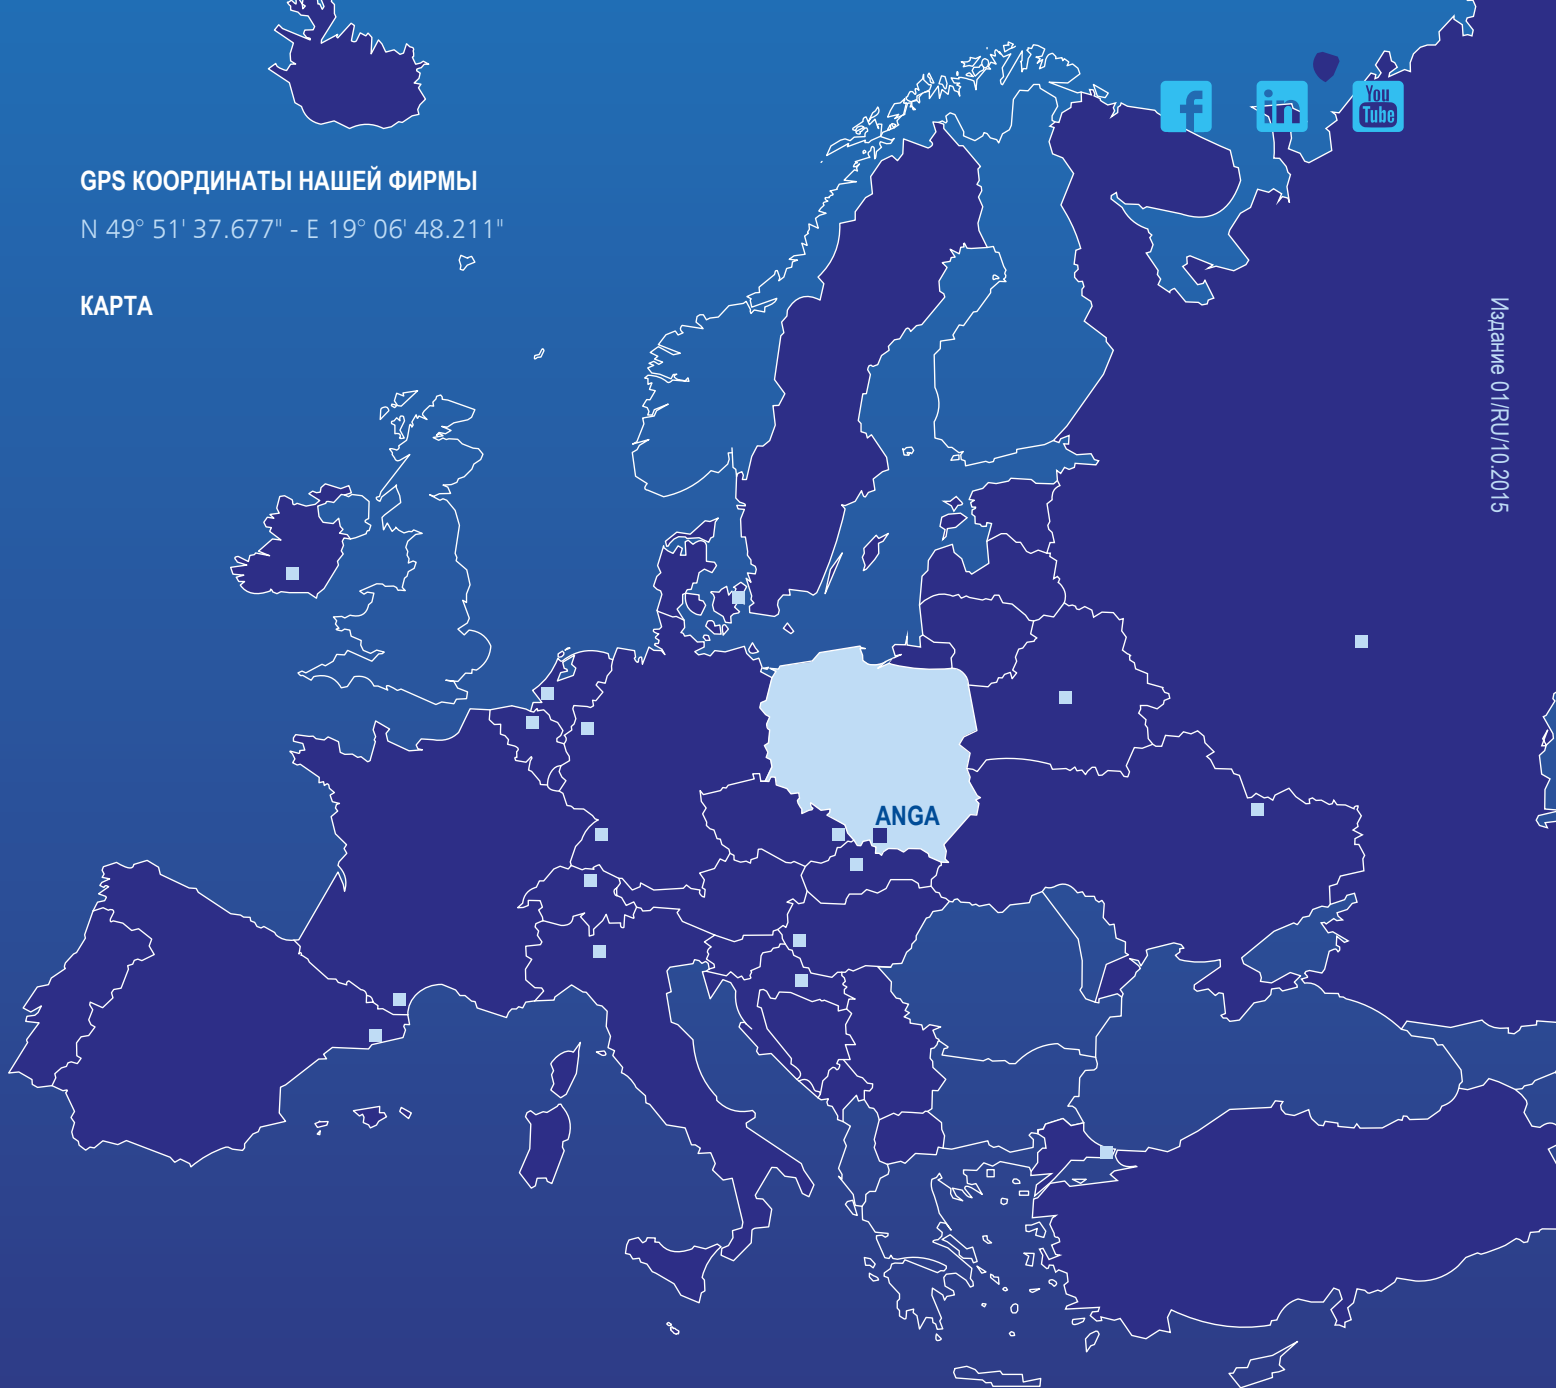 GPS КООРДИНАТЫ НАШЕЙ ФИРМЫ
N 49° 51' 37.677" - E 19° 06' 48.211"
КАРТА
f
in
You
Tube
Издание 01/RU/10.2015
ANGA